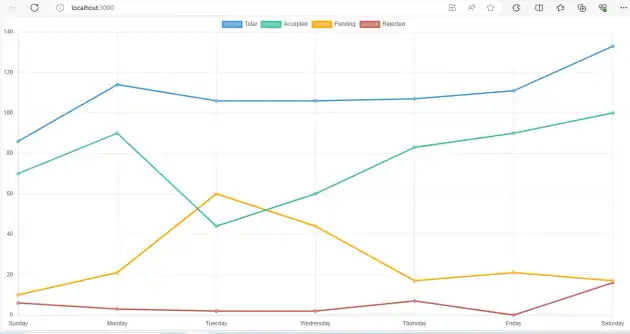 localhost:3000
Total Accepted Pending Rejected
140
120
100
80
60
40
20
0
Sunday Monday Tuesday Wednesday Thursday Friday Saturday